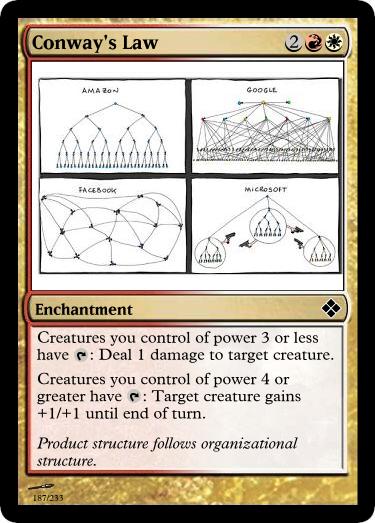 Conway's Law 2
AMAZON
GOOGLE
FACEBOOK
MICROSOFT
Enchantment
Creatures you control of power 3 or less
have : Deal 1 damage to target creature.
Creatures you control of power 4 or
greater have : Target creature gains
+1/+1 until end of turn.
Product structure follows organizational
structure.
187/233